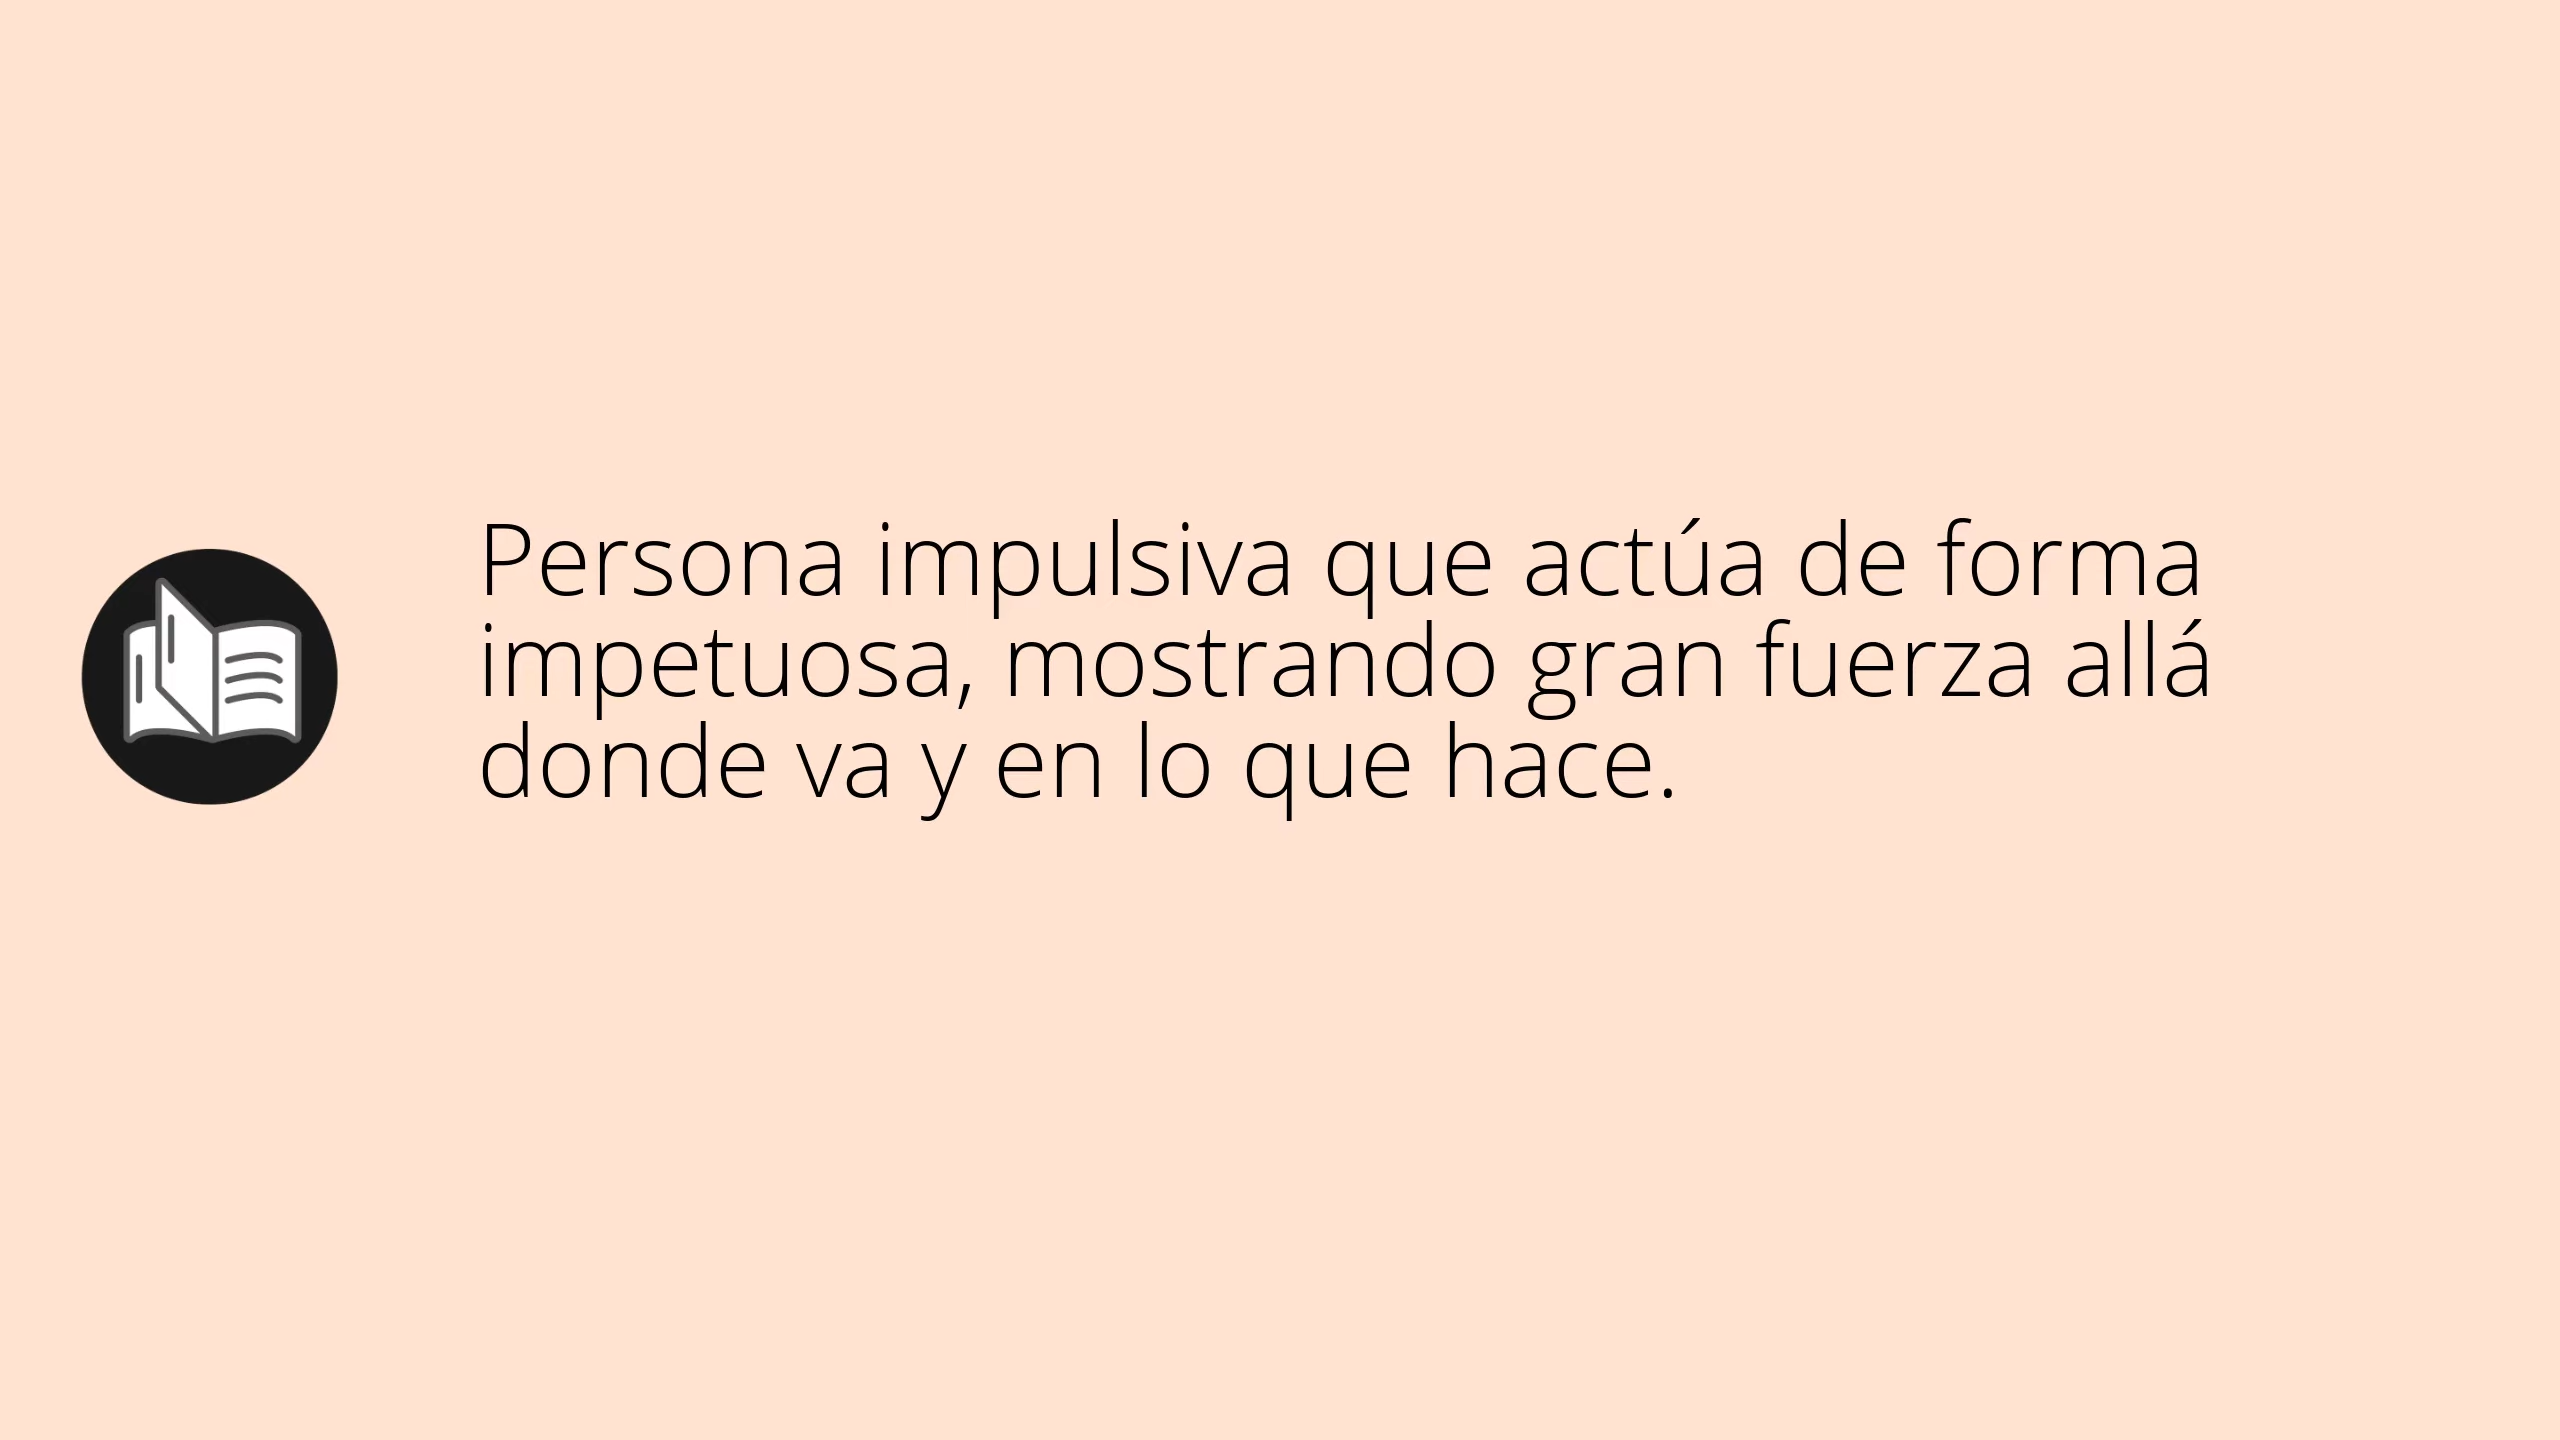 Persona impulsiva que actúa de forma
impetuosa, mostrando gran fuerza allá
donde va y en lo que hace.